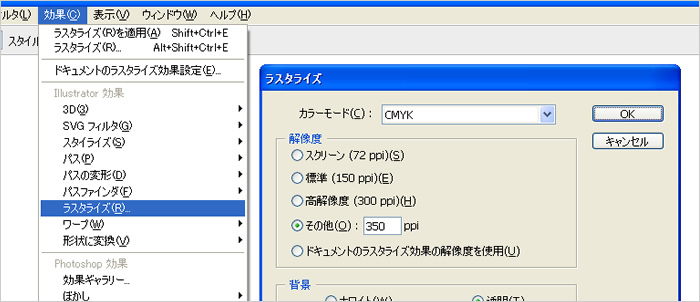 ィルタ(L) 効果(C) 表示(V) ウィンドウ(W) ヘルプ(H)
スタイル
ラスタライズ(R)を適用(A) Shift+Ctrl+E
ラスタライズ(R)... Alt+Shift+Ctrl+E
ドキュメントのラスタライズ効果設定(E)...
Illustrator 効果
3D(3)
SVG フィルタ(G)
スタイライズ(S)
パス(P)
パスの変形(D)
パスファインダ(F)
ラスタライズ(R)...
ワープ(W)
形状に変換(V)
Photoshop 効果
効果ギャラリー...
ぼかし
ラスタライズ
カラーモード(C): CMYK
OK
キャンセル
解像度
スクリーン (72 ppi)(S)
標準 (150 ppi)(E)
高解像度 (300 ppi)(H)
その他(O): 350 ppi
ドキュメントのラスタライズ効果の解像度を使用(U)
背景
ホワイト(W) 透明(T)